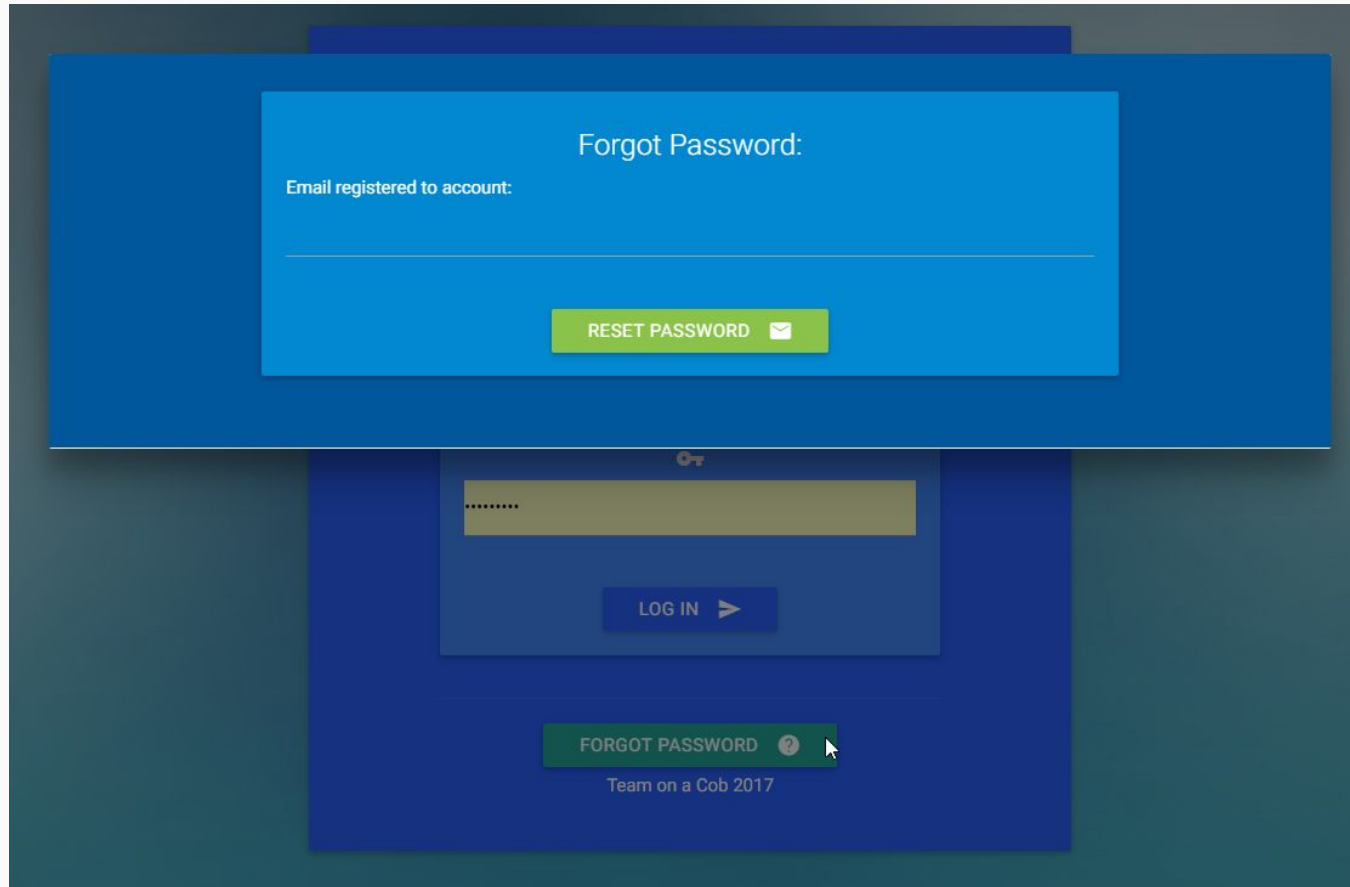 Forgot Password:
Email registered to account:
RESET PASSWORD
•••••••••
LOG IN
FORGOT PASSWORD
Team on a Cob 2017